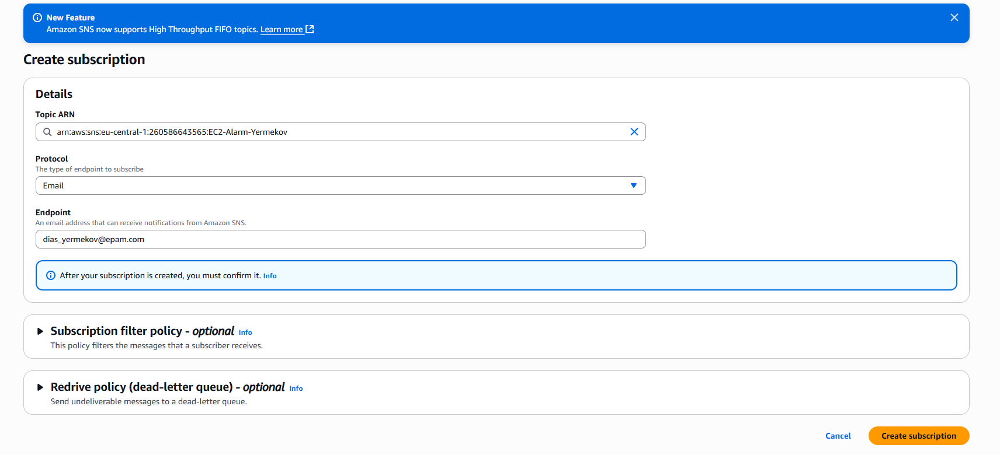 New Feature
Amazon SNS now supports High Throughput FIFO topics. Learn more
Create subscription
Details
Topic ARN
arn:aws:sns:eu-central-1:260586643565:EC2-Alarm-Yermekov
Protocol
The type of endpoint to subscribe
Email
Endpoint
An email address that can receive notifications from Amazon SNS.
dias_yermekov@epam.com
After your subscription is created, you must confirm it. Info
Subscription filter policy - optional Info
This policy filters the messages that a subscriber receives.
Redrive policy (dead-letter queue) - optional Info
Send undeliverable messages to a dead-letter queue.
Cancel Create subscription